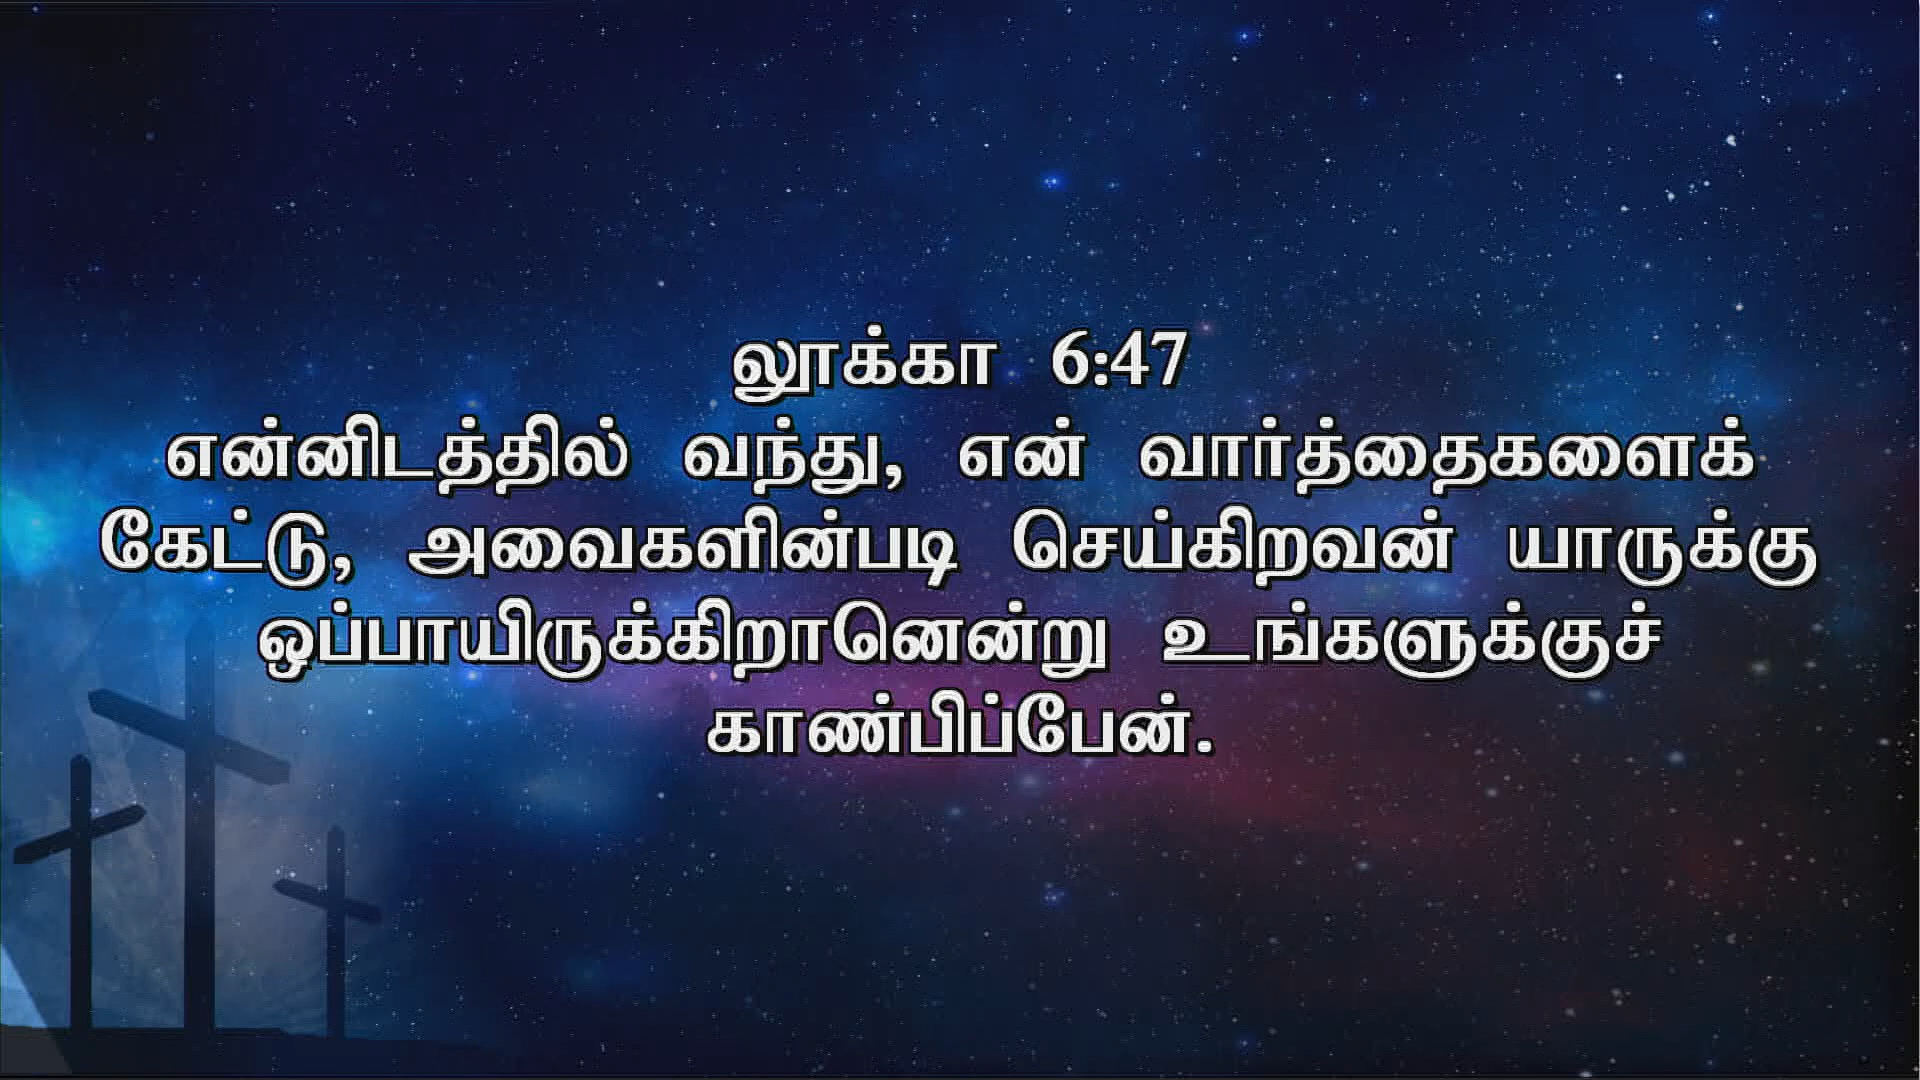 லூக்கா 6:47
என்னிடத்தில் வந்து, என் வார்த்தைகளைக்
கேட்டு, அவைகளின்படி செய்கிறவன் யாருக்கு
ஒப்பாயிருக்கிறானென்று உங்களுக்குச்
காண்பிப்பேன்.